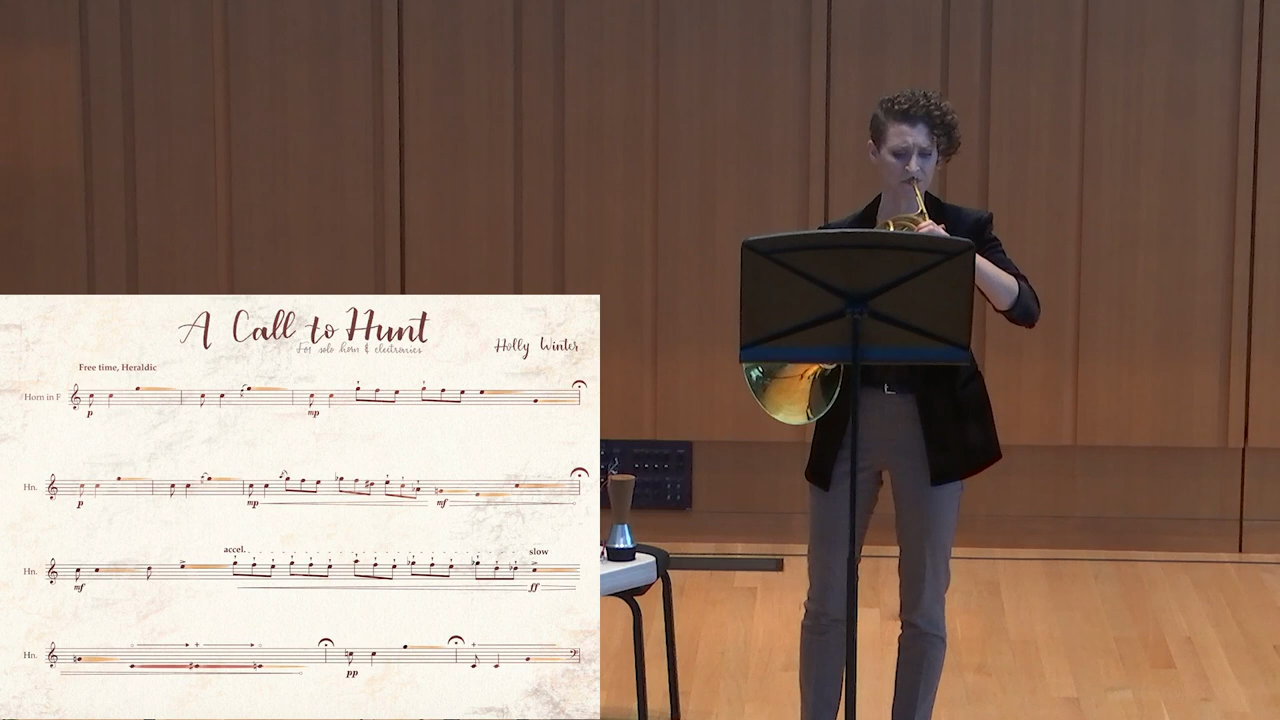 A Call to Hunt
For solo horn & electronics
Holly Winter
Free time, Heraldic
Horn in F
p
mp
Hn.
p
mp
mf
accel.
slow
Hn.
mf
ff
Hn.
pp